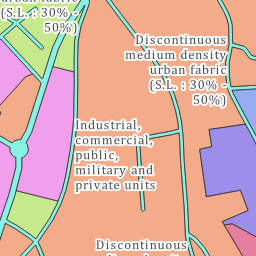 urban fabric
(S.L. : 30% -
50%)
Discontinuous
medium density
urban fabric
(S.L. : 30% -
50%)
Industrial,
commercial,
public,
military and
private units
Discontinuous